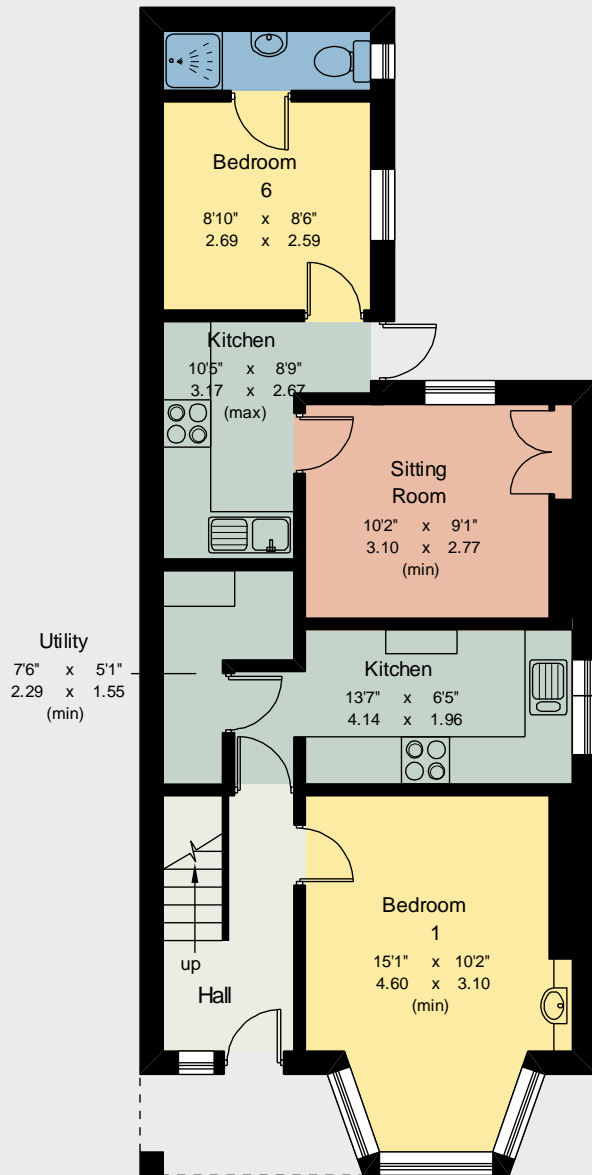 Bedroom
6
8'10" x 8'6"
2.69 x 2.59
Kitchen
10'5" x 8'9"
3.17 x 2.67
(max)
Sitting
Room
10'2" x 9'1"
3.10 x 2.77
(min)
Utility
7'6" x 5'1"
2.29 x 1.55
(min)
Kitchen
13'7" x 6'5"
4.14 x 1.96
Bedroom
1
15'1" x 10'2"
4.60 x 3.10
(min)
up
Hall